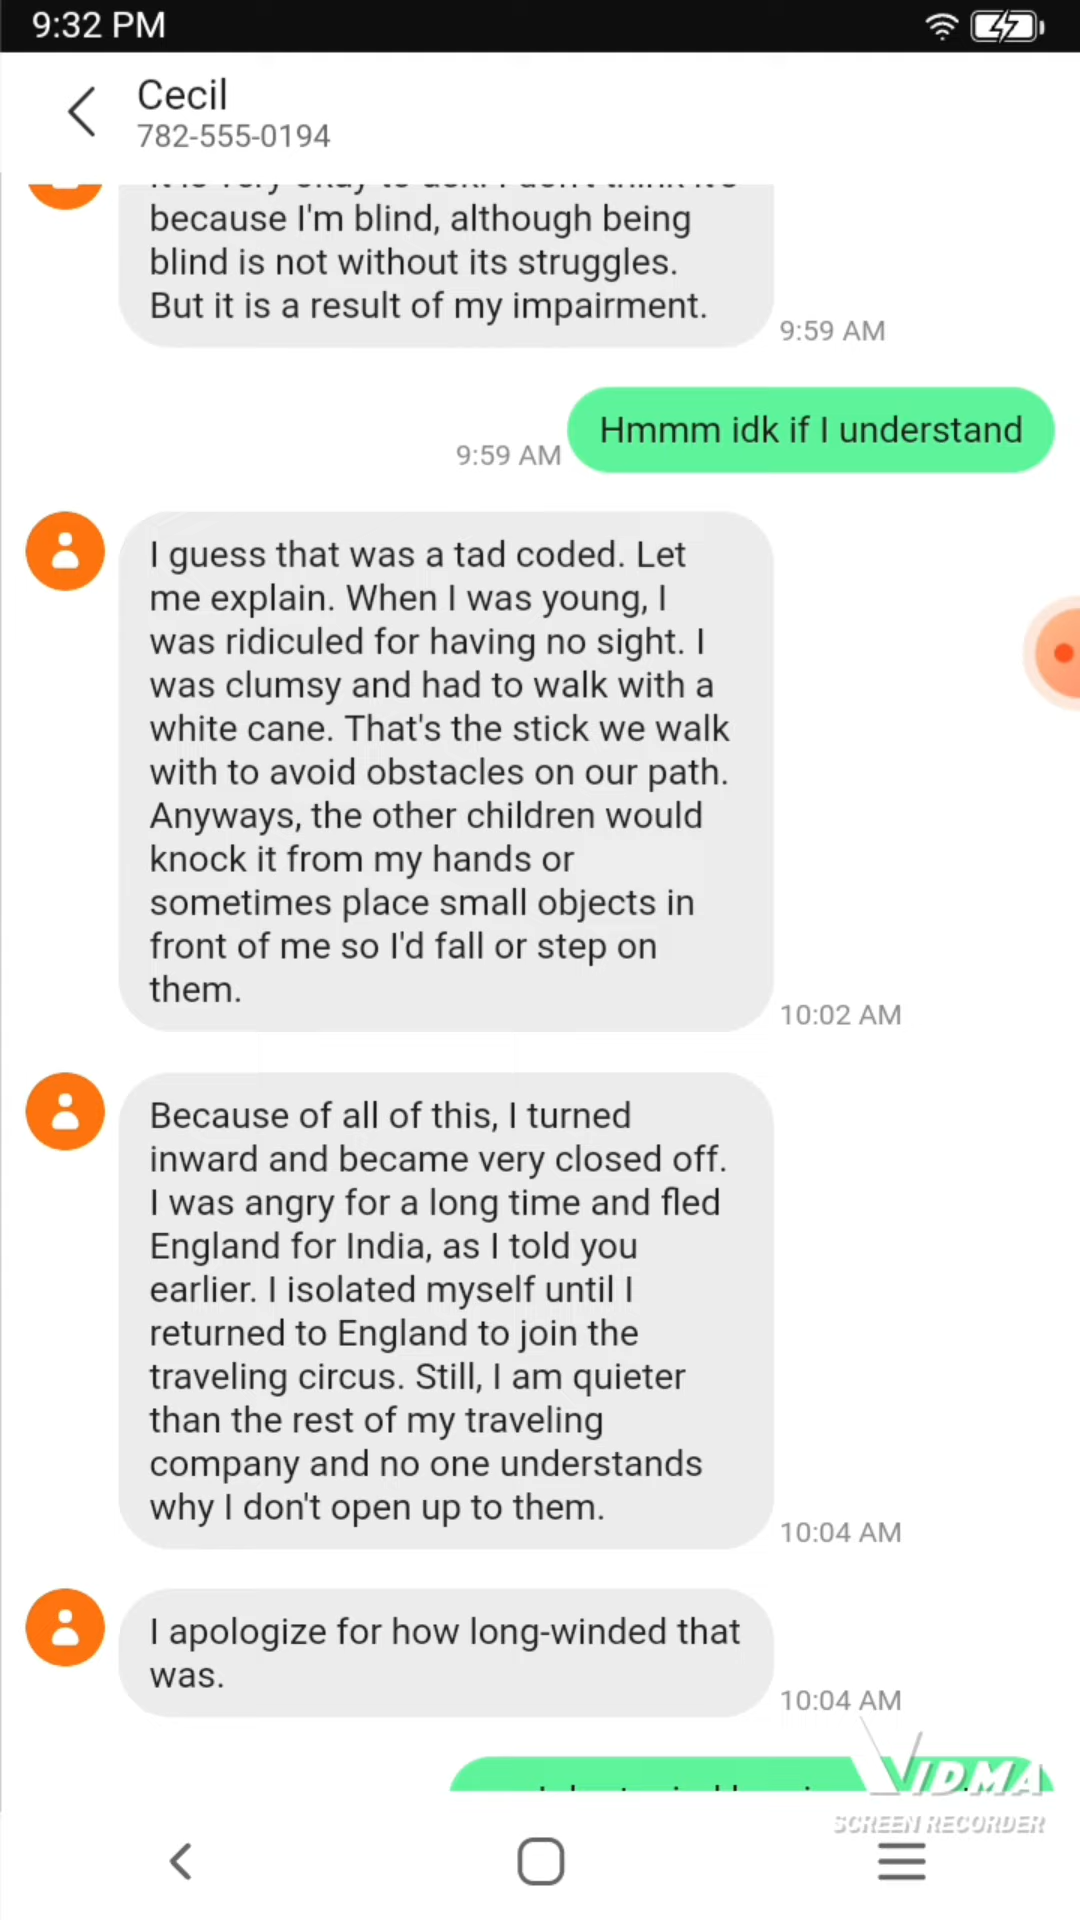 9:32 PM
Cecil
782-555-0194
because I'm blind, although being
blind is not without its struggles.
But it is a result of my impairment.
9:59 AM
Hmmm idk if I understand
9:59 AM
I guess that was a tad coded. Let
me explain. When I was young, I
was ridiculed for having no sight. I
was clumsy and had to walk with a
white cane. That's the stick we walk
with to avoid obstacles on our path.
Anyways, the other children would
knock it from my hands or
sometimes place small objects in
front of me so I'd fall or step on
them.
10:02 AM
Because of all of this, I turned
inward and became very closed off.
I was angry for a long time and fled
England for India, as I told you
earlier. I isolated myself until I
returned to England to join the
traveling circus. Still, I am quieter
than the rest of my traveling
company and no one understands
why I don't open up to them.
10:04 AM
I apologize for how long-winded that
was.
10:04 AM
VIDMA
SCREEN RECORDER